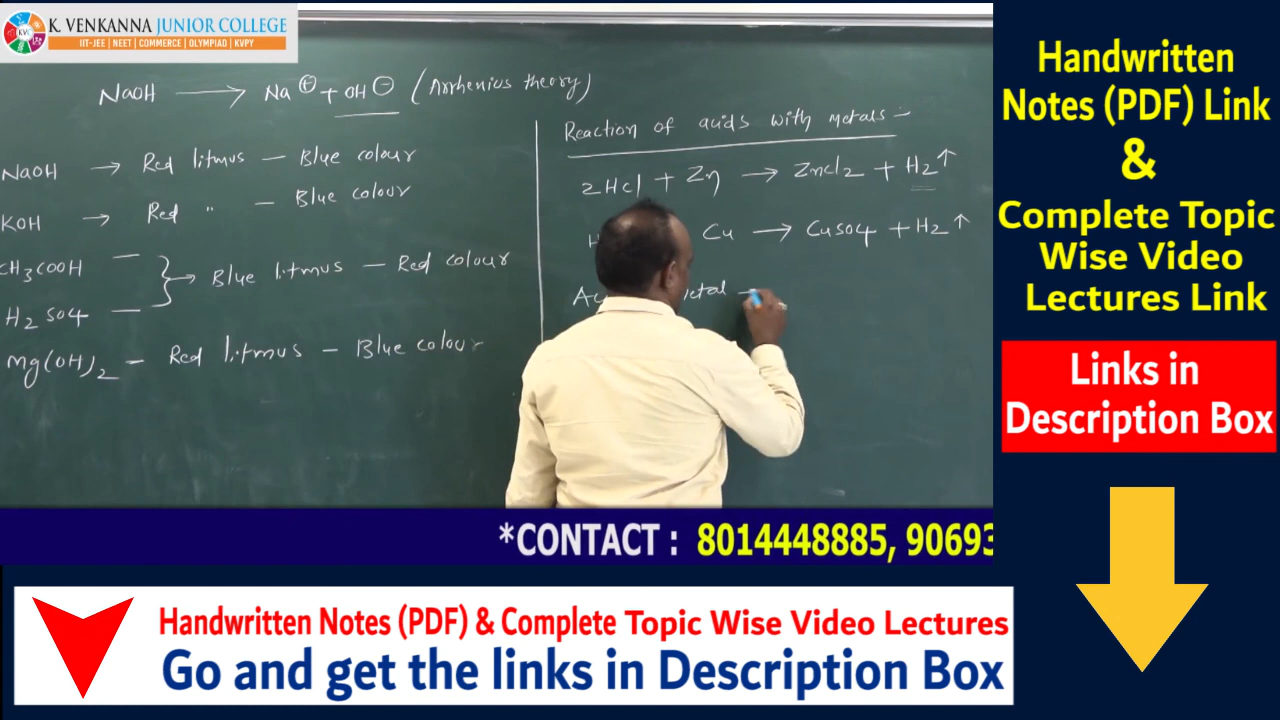 K. VENKANNA JUNIOR COLLEGE
IIT-JEE | NEET | COMMERCE | OLYMPIAD | KVPY
NaOH → Na⊕ + OH⊖ (Arrhenius theory)
NaOH → Red litmus — Blue colour
KOH → Red " — Blue colour
CH3COOH —
H2SO4 —
→ Blue litmus — Red colour
Mg(OH)2 — Red litmus — Blue colour
Reaction of acids with metals :-
2HCl + Zn → ZnCl2 + H2↑
H Cu → CuSO4 + H2↑
*CONTACT : 8014448885, 9069
Handwritten
Notes (PDF) Link
&
Complete Topic
Wise Video
Lectures Link
Links in
Description Box
Handwritten Notes (PDF) & Complete Topic Wise Video Lectures
Go and get the links in Description Box